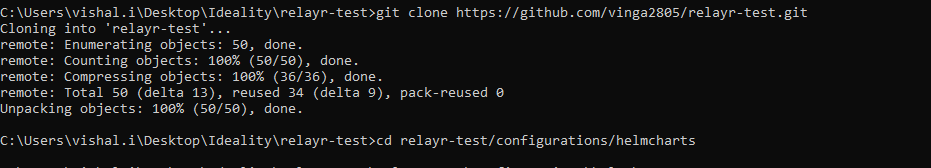 C:\Users\vishal.i\Desktop\Ideality\relayr-test>git clone https://github.com/vinga2805/relayr-test.git
Cloning into 'relayr-test'...
remote: Enumerating objects: 50, done.
remote: Counting objects: 100% (50/50), done.
remote: Compressing objects: 100% (36/36), done.
remote: Total 50 (delta 13), reused 34 (delta 9), pack-reused 0
Unpacking objects: 100% (50/50), done.
C:\Users\vishal.i\Desktop\Ideality\relayr-test>cd relayr-test/configurations/helmcharts